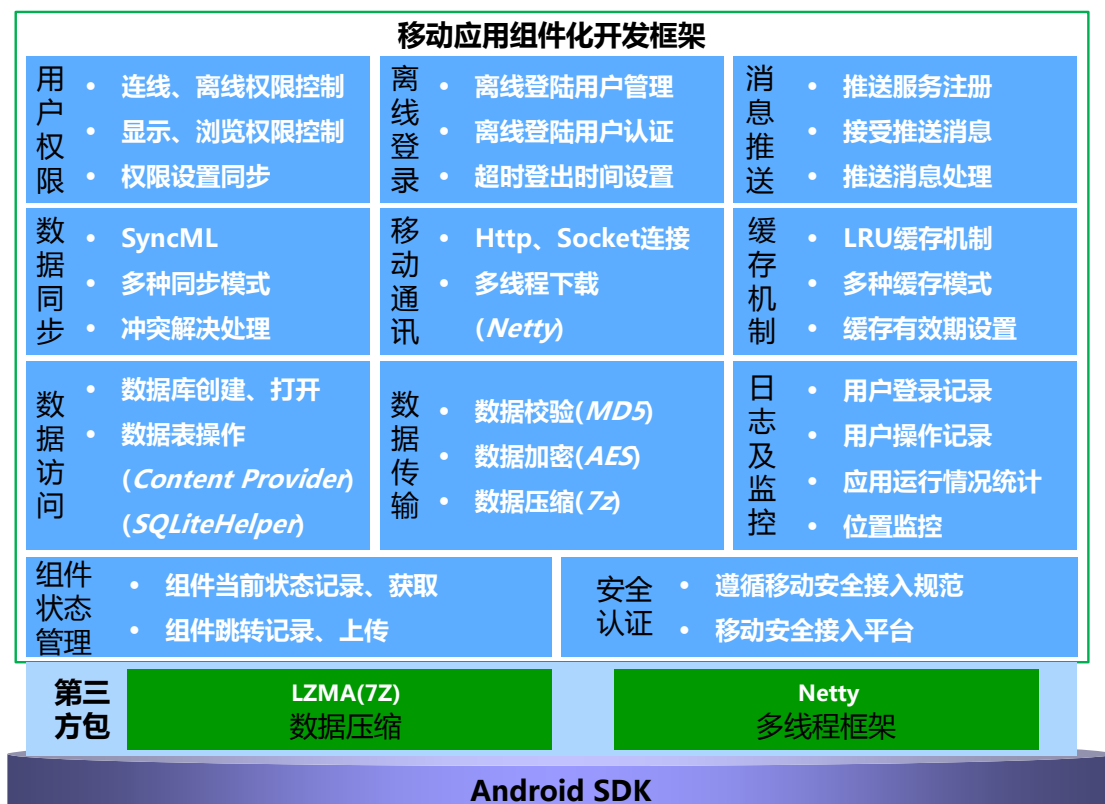 移动应用组件化开发框架
用户权限
• 连线、离线权限控制
• 显示、浏览权限控制
• 权限设置同步
离线登录
• 离线登陆用户管理
• 离线登陆用户认证
• 超时登出时间设置
消息推送
• 推送服务注册
• 接受推送消息
• 推送消息处理
数据同步
• SyncML
• 多种同步模式
• 冲突解决处理
移动通讯
• Http、Socket连接
• 多线程下载
(Netty)
缓存机制
• LRU缓存机制
• 多种缓存模式
• 缓存有效期设置
数据访问
• 数据库创建、打开
• 数据表操作
(Content Provider)
(SQLiteHelper)
数据传输
• 数据校验(MD5)
• 数据加密(AES)
• 数据压缩(7z)
日志及监控
• 用户登录记录
• 用户操作记录
• 应用运行情况统计
• 位置监控
组件
状态
管理
• 组件当前状态记录、获取
• 组件跳转记录、上传
安全
认证
• 遵循移动安全接入规范
• 移动安全接入平台
第三
方包
LZMA(7Z)
数据压缩
Netty
多线程框架
Android SDK